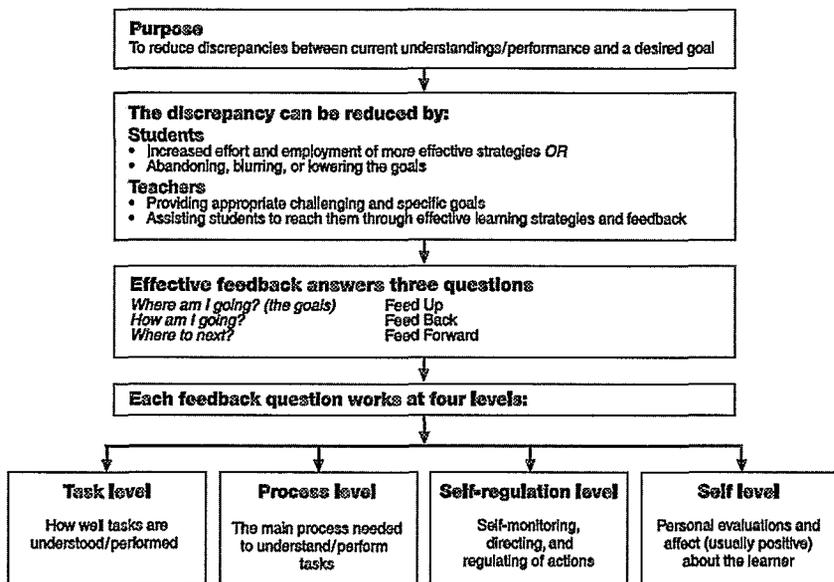 Purpose
To reduce discrepancies between current understandings/performance and a desired goal
The discrepancy can be reduced by:
Students
• Increased effort and employment of more effective strategies OR
• Abandoning, blurring, or lowering the goals
Teachers
• Providing appropriate challenging and specific goals
• Assisting students to reach them through effective learning strategies and feedback
Effective feedback answers three questions
Where am I going? (the goals) Feed Up
How am I going? Feed Back
Where to next? Feed Forward
Each feedback question works at four levels:
Task level
How well tasks are
understood/performed
Process level
The main process needed
to understand/perform
tasks
Self-regulation level
Self-monitoring,
directing, and
regulating of actions
Self level
Personal evaluations and
affect (usually positive)
about the learner